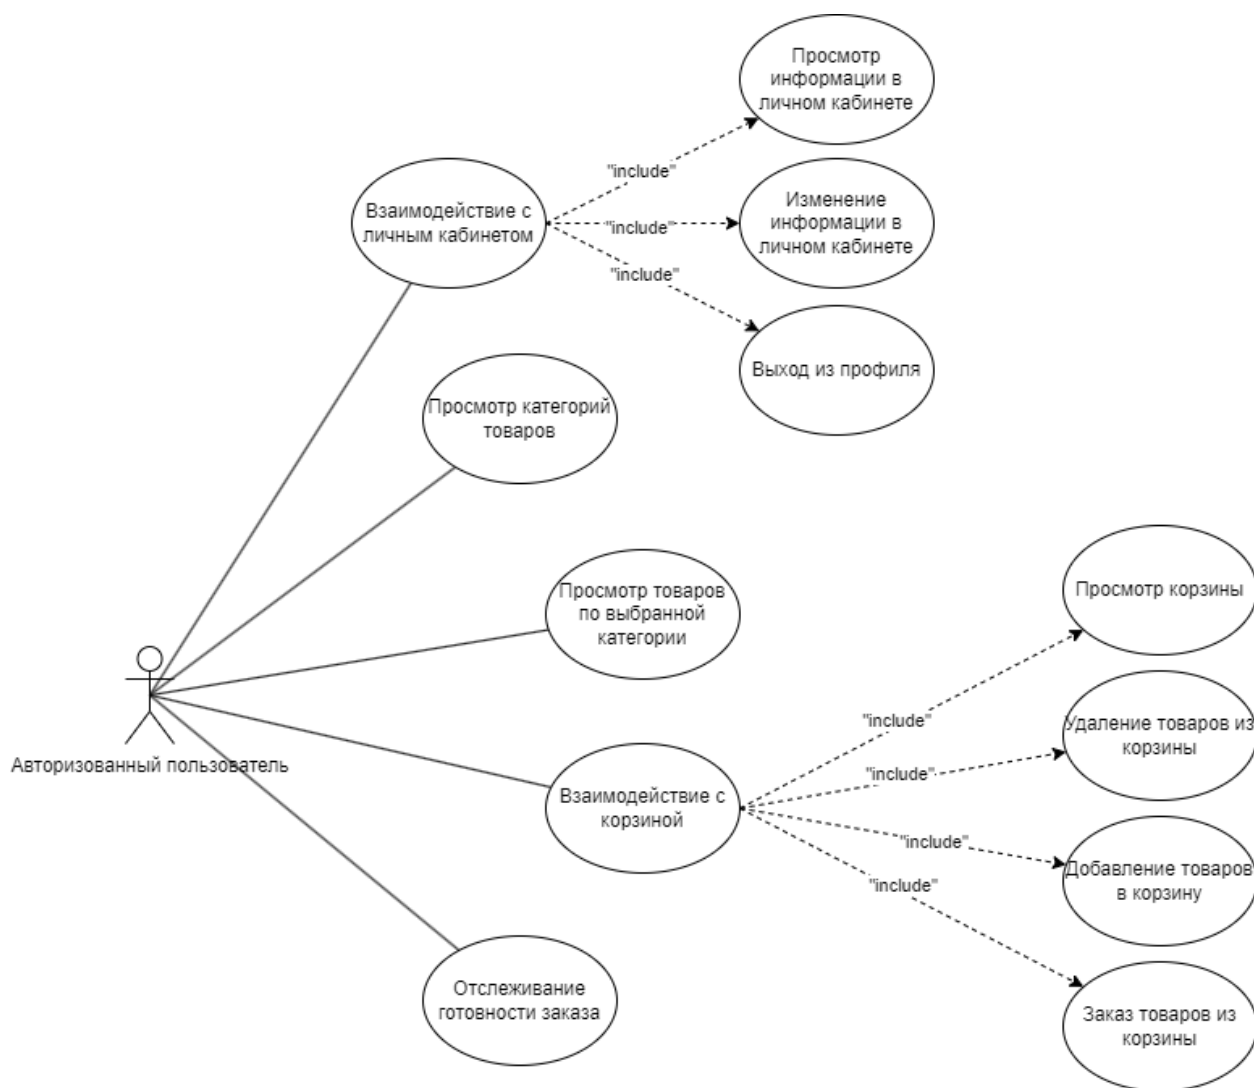 Просмотр
информации в
личном кабинете
"include"
Взаимодействие с
личным кабинетом
"include"
Изменение
информации в
личном кабинете
"include"
Выход из профиля
Просмотр категорий
товаров
Просмотр товаров
по выбранной
категории
Просмотр корзины
"include"
Удаление товаров из
корзины
Авторизованный пользователь
"include"
Взаимодействие с
корзиной
"include"
Добавление товаров
в корзину
"include"
Отслеживание
готовности заказа
Заказ товаров из
корзины